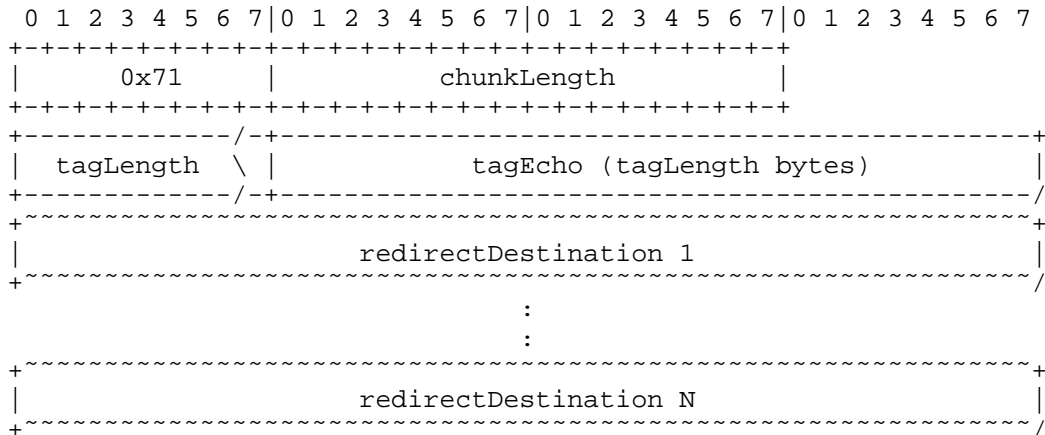 0 1 2 3 4 5 6 7|0 1 2 3 4 5 6 7|0 1 2 3 4 5 6 7|0 1 2 3 4 5 6 7
+-+-+-+-+-+-+-+-+-+-+-+-+-+-+-+-+-+-+-+-+-+-+-+-+
| 0x71 | chunkLength |
+-+-+-+-+-+-+-+-+-+-+-+-+-+-+-+-+-+-+-+-+-+-+-+-+
+-------------/-+-----------------------------------------------+
| tagLength \ | tagEcho (tagLength bytes) |
+-------------/-+-----------------------------------------------/
+~~~~~~~~~~~~~~~~~~~~~~~~~~~~~~~~~~~~~~~~~~~~~~~~~~~~~~~~~~~~~~~+
| redirectDestination 1 |
+~~~~~~~~~~~~~~~~~~~~~~~~~~~~~~~~~~~~~~~~~~~~~~~~~~~~~~~~~~~~~~~/
:
:
+~~~~~~~~~~~~~~~~~~~~~~~~~~~~~~~~~~~~~~~~~~~~~~~~~~~~~~~~~~~~~~~+
| redirectDestination N |
+~~~~~~~~~~~~~~~~~~~~~~~~~~~~~~~~~~~~~~~~~~~~~~~~~~~~~~~~~~~~~~~/